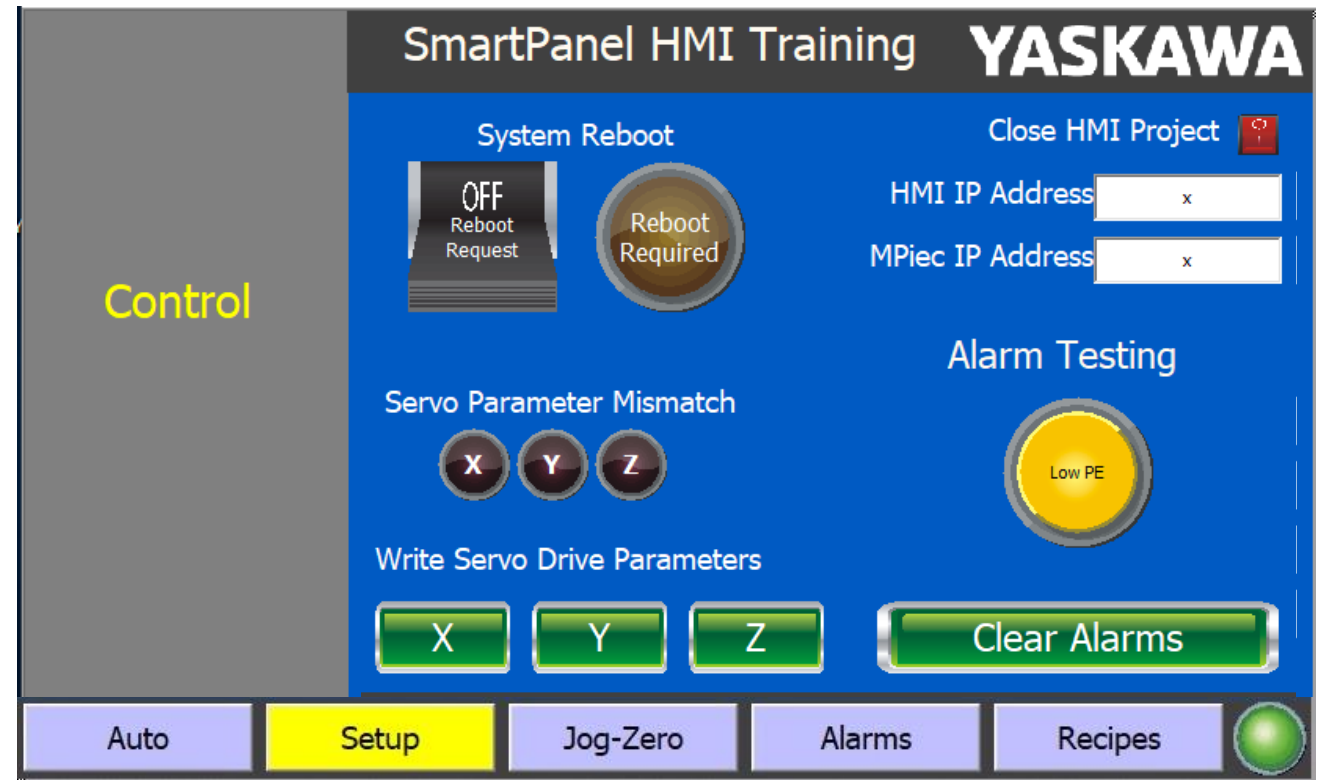 SmartPanel HMI Training
YASKAWA
Control
System Reboot
OFF
Reboot
Request
Reboot
Required
Close HMI Project
HMI IP Address x
MPiec IP Address x
Servo Parameter Mismatch
X Y Z
Alarm Testing
Low PE
Write Servo Drive Parameters
X Y Z
Clear Alarms
Auto Setup Jog-Zero Alarms Recipes